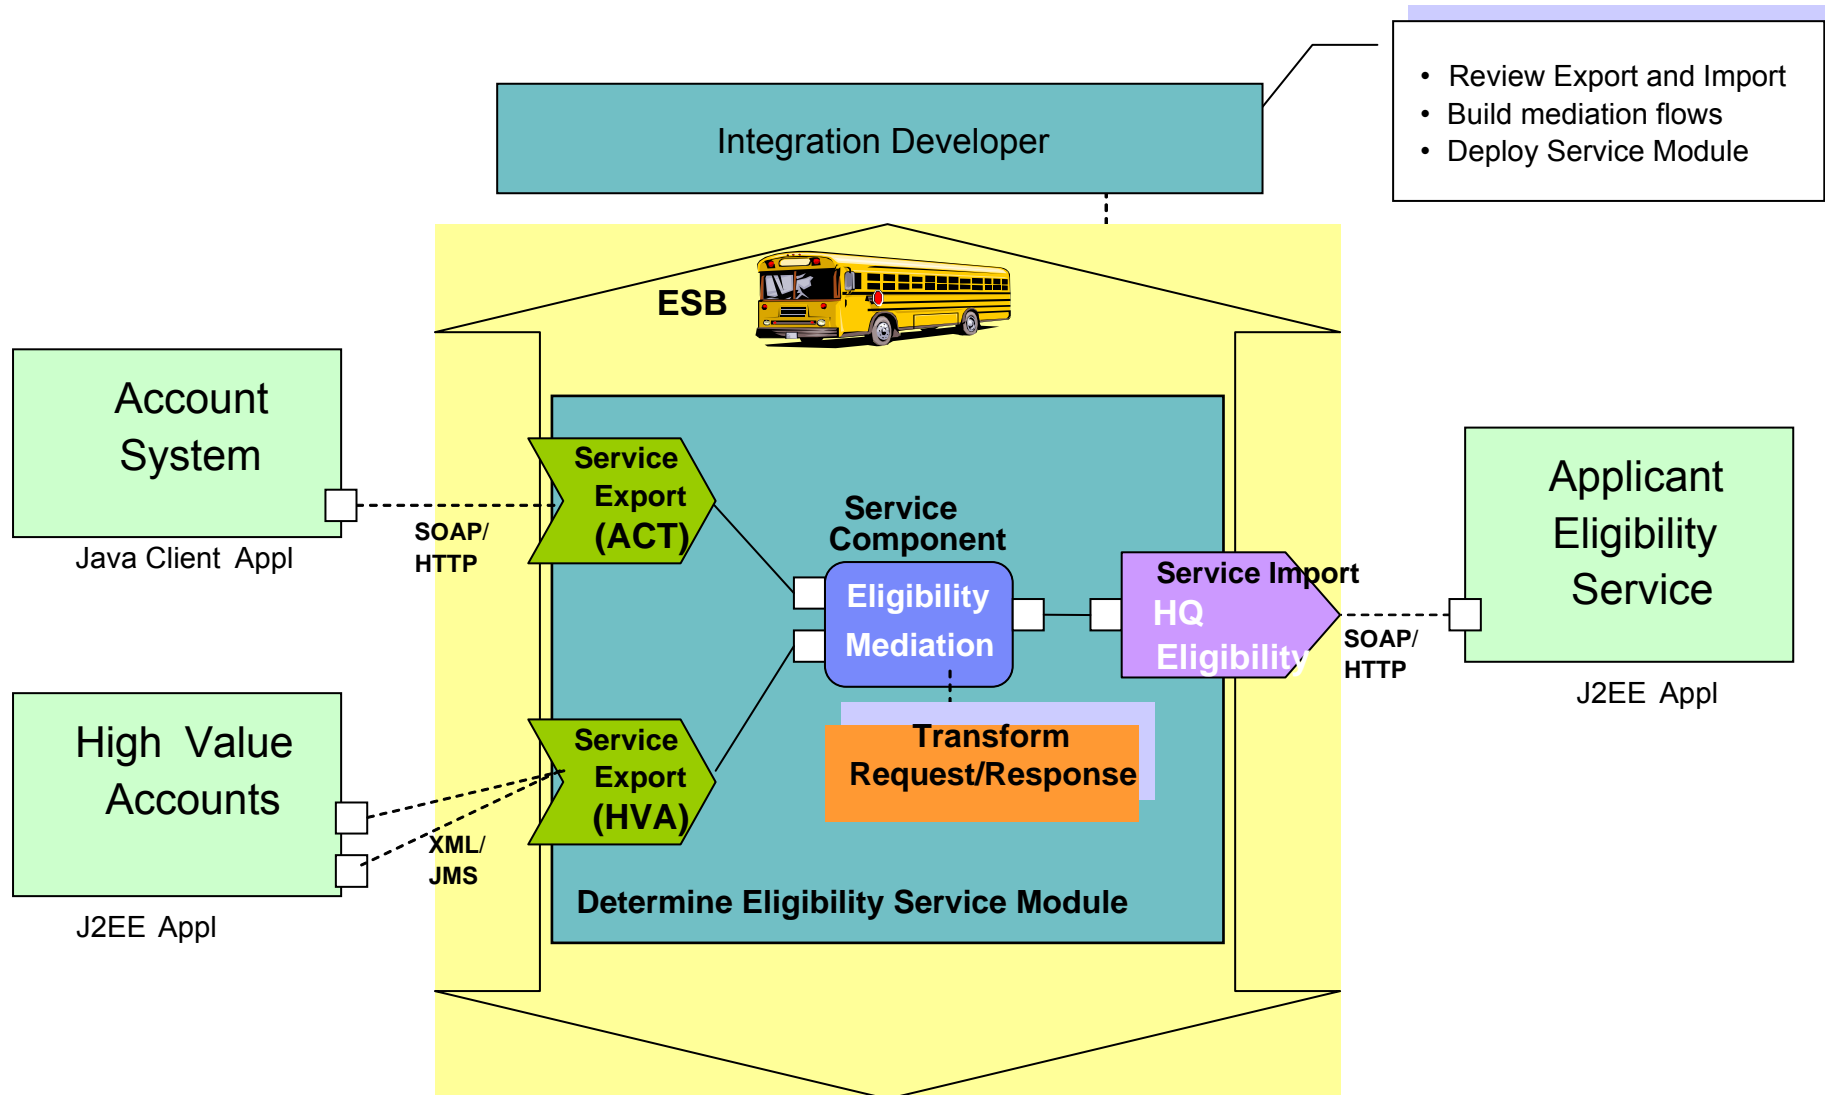 • Review Export and Import
• Build mediation flows
• Deploy Service Module
Integration Developer
ESB
Account
System
Java Client Appl
SOAP/
HTTP
Service
Export
(ACT)
Service
Component
Eligibility
Mediation
Service Import
HQ
Eligibility
SOAP/
HTTP
Applicant
Eligibility
Service
J2EE Appl
High Value
Accounts
J2EE Appl
XML/
JMS
Service
Export
(HVA)
Transform
Request/Response
Determine Eligibility Service Module